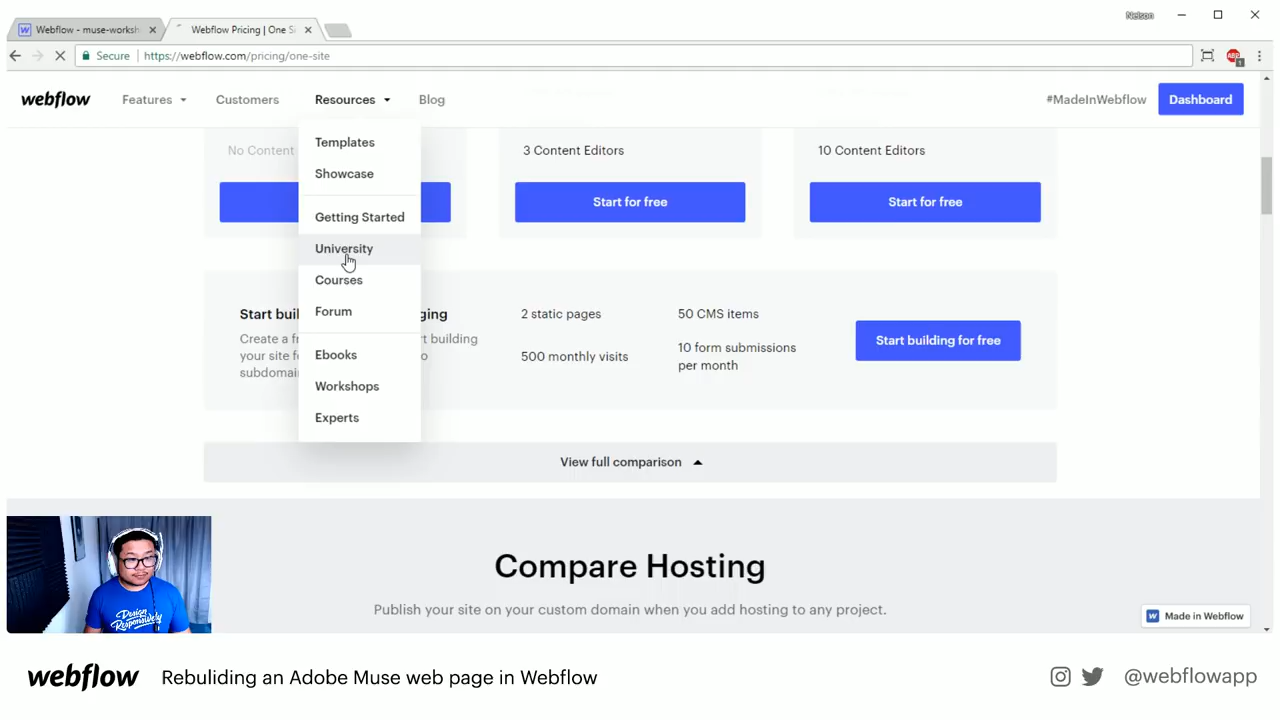 Nelson
Webflow - muse-worksh
Webflow Pricing | One Si
Secure
https://webflow.com/pricing/one-site
ABP
1
webflow
Features
Customers
Resources
Blog
#MadeInWebflow
Dashboard
Templates
Showcase
Getting Started
University
Courses
Forum
Ebooks
Workshops
Experts
No Content
3 Content Editors
10 Content Editors
Start for free
Start for free
Start buil
ging
Create a fr
rt building
your site fo
o
subdomai
2 static pages
50 CMS items
500 monthly visits
10 form submissions
per month
Start building for free
View full comparison
Compare Hosting
Publish your site on your custom domain when you add hosting to any project.
W Made in Webflow
Design
Responsively
webflow
Rebuliding an Adobe Muse web page in Webflow
@webflowapp